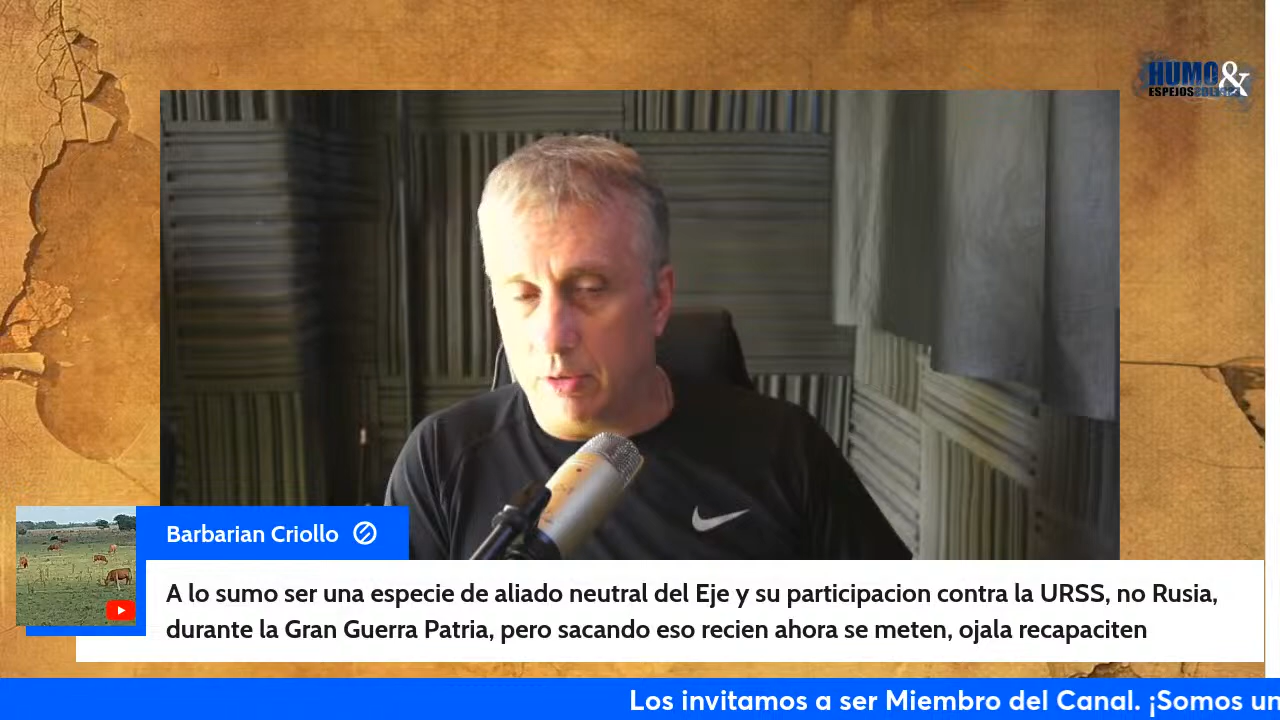 HUMO&
ESPEJOS
Barbarian Criollo
A lo sumo ser una especie de aliado neutral del Eje y su participacion contra la URSS, no Rusia,
durante la Gran Guerra Patria, pero sacando eso recien ahora se meten, ojala recapaciten
Los invitamos a ser Miembro del Canal. ¡Somos un